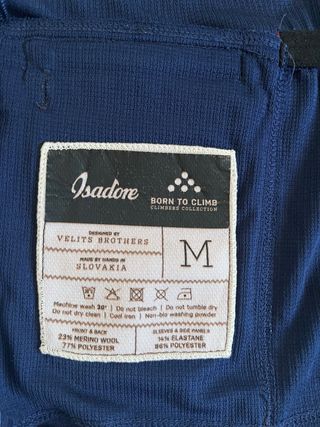 Isadore
BORN TO CLIMB
CLIMBERS COLLECTION
DESIGNED BY
VELITS BROTHERS
MADE BY HANDS IN
SLOVAKIA
M
Machine wash 30° | Do not bleach | Do not tumble dry
Do not dry clean | Cool iron | Non-bio washing powder
FRONT & BACK
23% MERINO WOOL
77% POLYESTER
SLEEVES & SIDE PANELS
14% ELASTANE
86% POLYESTER